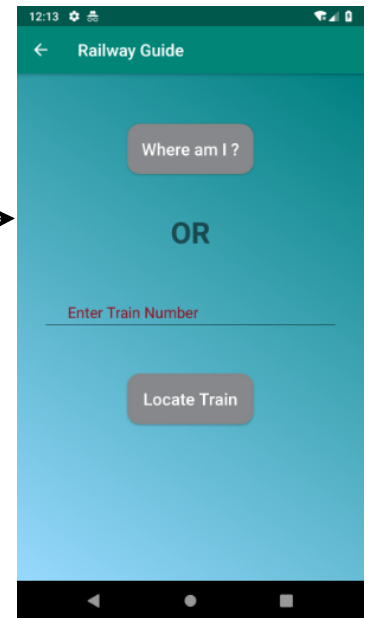 12:13
Railway Guide
Where am I ?
OR
Enter Train Number
Locate Train